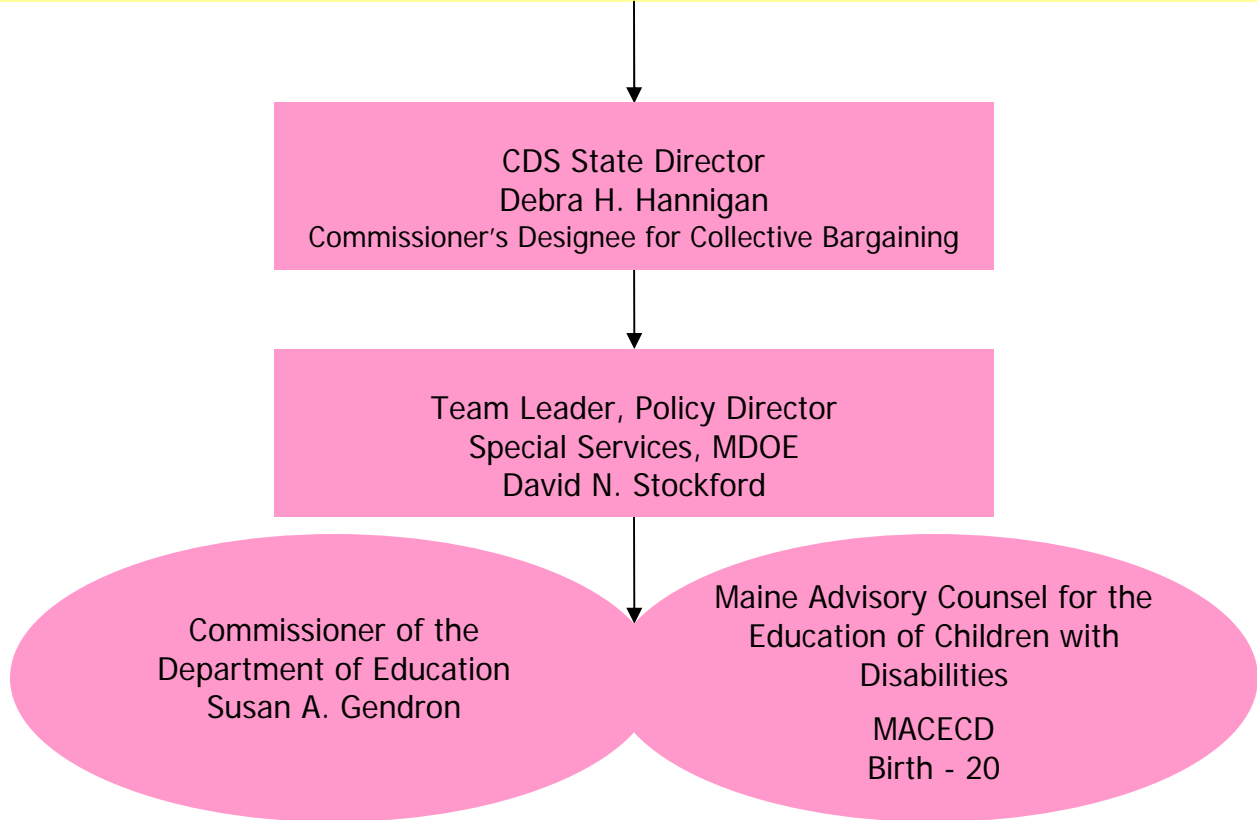 CDS State Director
Debra H. Hannigan
Commissioner's Designee for Collective Bargaining
Team Leader, Policy Director
Special Services, MDOE
David N. Stockford
Commissioner of the
Department of Education
Susan A. Gendron
Maine Advisory Counsel for the
Education of Children with
Disabilities
MACECD
Birth - 20